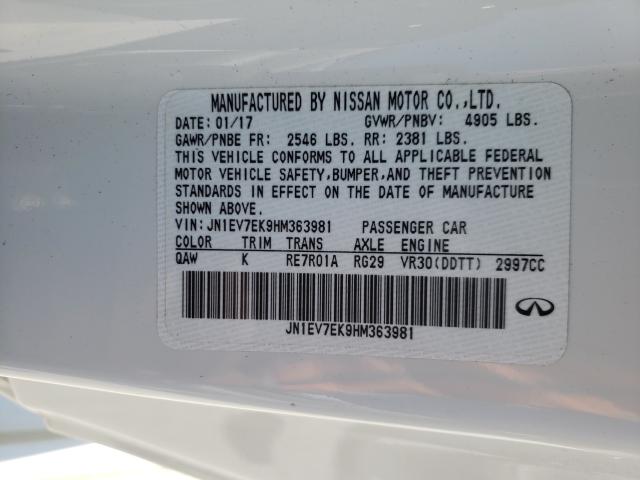 MANUFACTURED BY NISSAN MOTOR CO.,LTD.
DATE: 01/17 GVWR/PNBV: 4905 LBS.
GAWR/PNBE FR: 2546 LBS. RR: 2381 LBS.
THIS VEHICLE CONFORMS TO ALL APPLICABLE FEDERAL
MOTOR VEHICLE SAFETY,BUMPER,AND THEFT PREVENTION
STANDARDS IN EFFECT ON THE DATE OF MANUFACTURE
SHOWN ABOVE.
VIN: JN1EV7EK9HM363981 PASSENGER CAR
COLOR TRIM TRANS AXLE ENGINE
QAW K RE7R01A RG29 VR30(DDTT) 2997CC
JN1EV7EK9HM363981